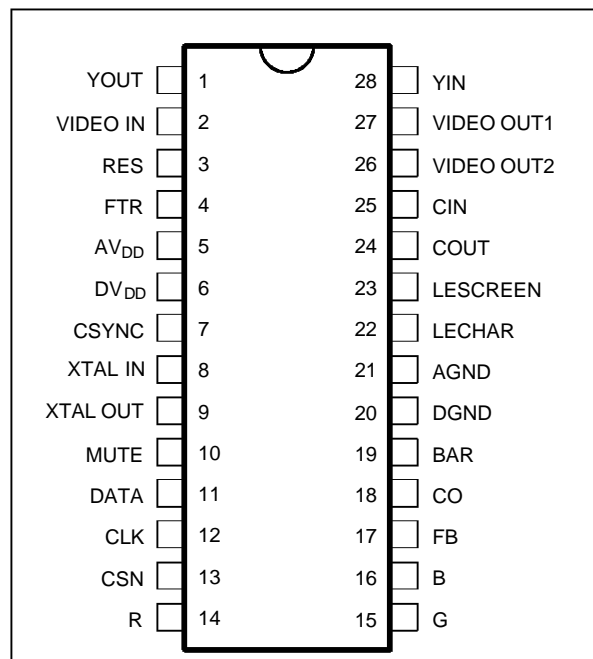 YOUT 1 28 YIN
VIDEO IN 2 27 VIDEO OUT1
RES 3 26 VIDEO OUT2
FTR 4 25 CIN
AVDD 5 24 COUT
DVDD 6 23 LESCREEN
CSYNC 7 22 LECHAR
XTAL IN 8 21 AGND
XTAL OUT 9 20 DGND
MUTE 10 19 BAR
DATA 11 18 CO
CLK 12 17 FB
CSN 13 16 B
R 14 15 G